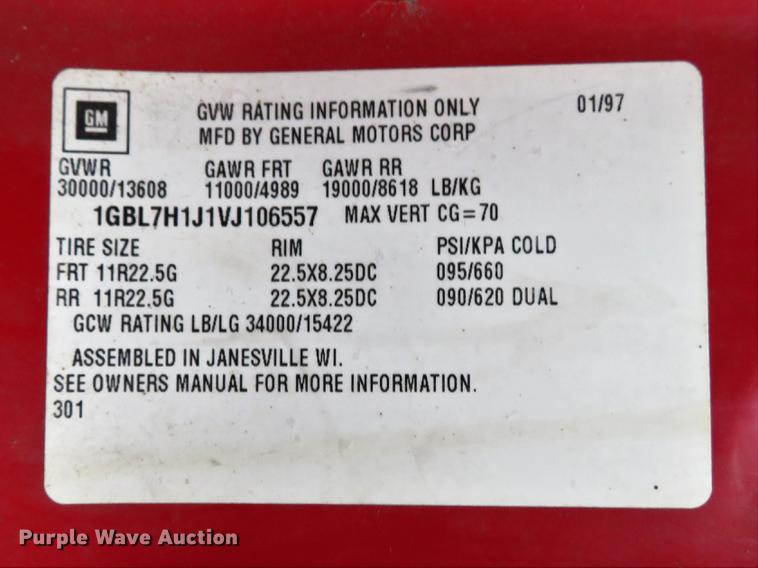 GM
GVW RATING INFORMATION ONLY 01/97
MFD BY GENERAL MOTORS CORP
GVWR GAWR FRT GAWR RR
30000/13608 11000/4989 19000/8618 LB/KG
1GBL7H1J1VJ106557 MAX VERT CG=70
TIRE SIZE RIM PSI/KPA COLD
FRT 11R22.5G 22.5X8.25DC 095/660
RR 11R22.5G 22.5X8.25DC 090/620 DUAL
GCW RATING LB/LG 34000/15422
ASSEMBLED IN JANESVILLE WI.
SEE OWNERS MANUAL FOR MORE INFORMATION.
301
Purple Wave Auction